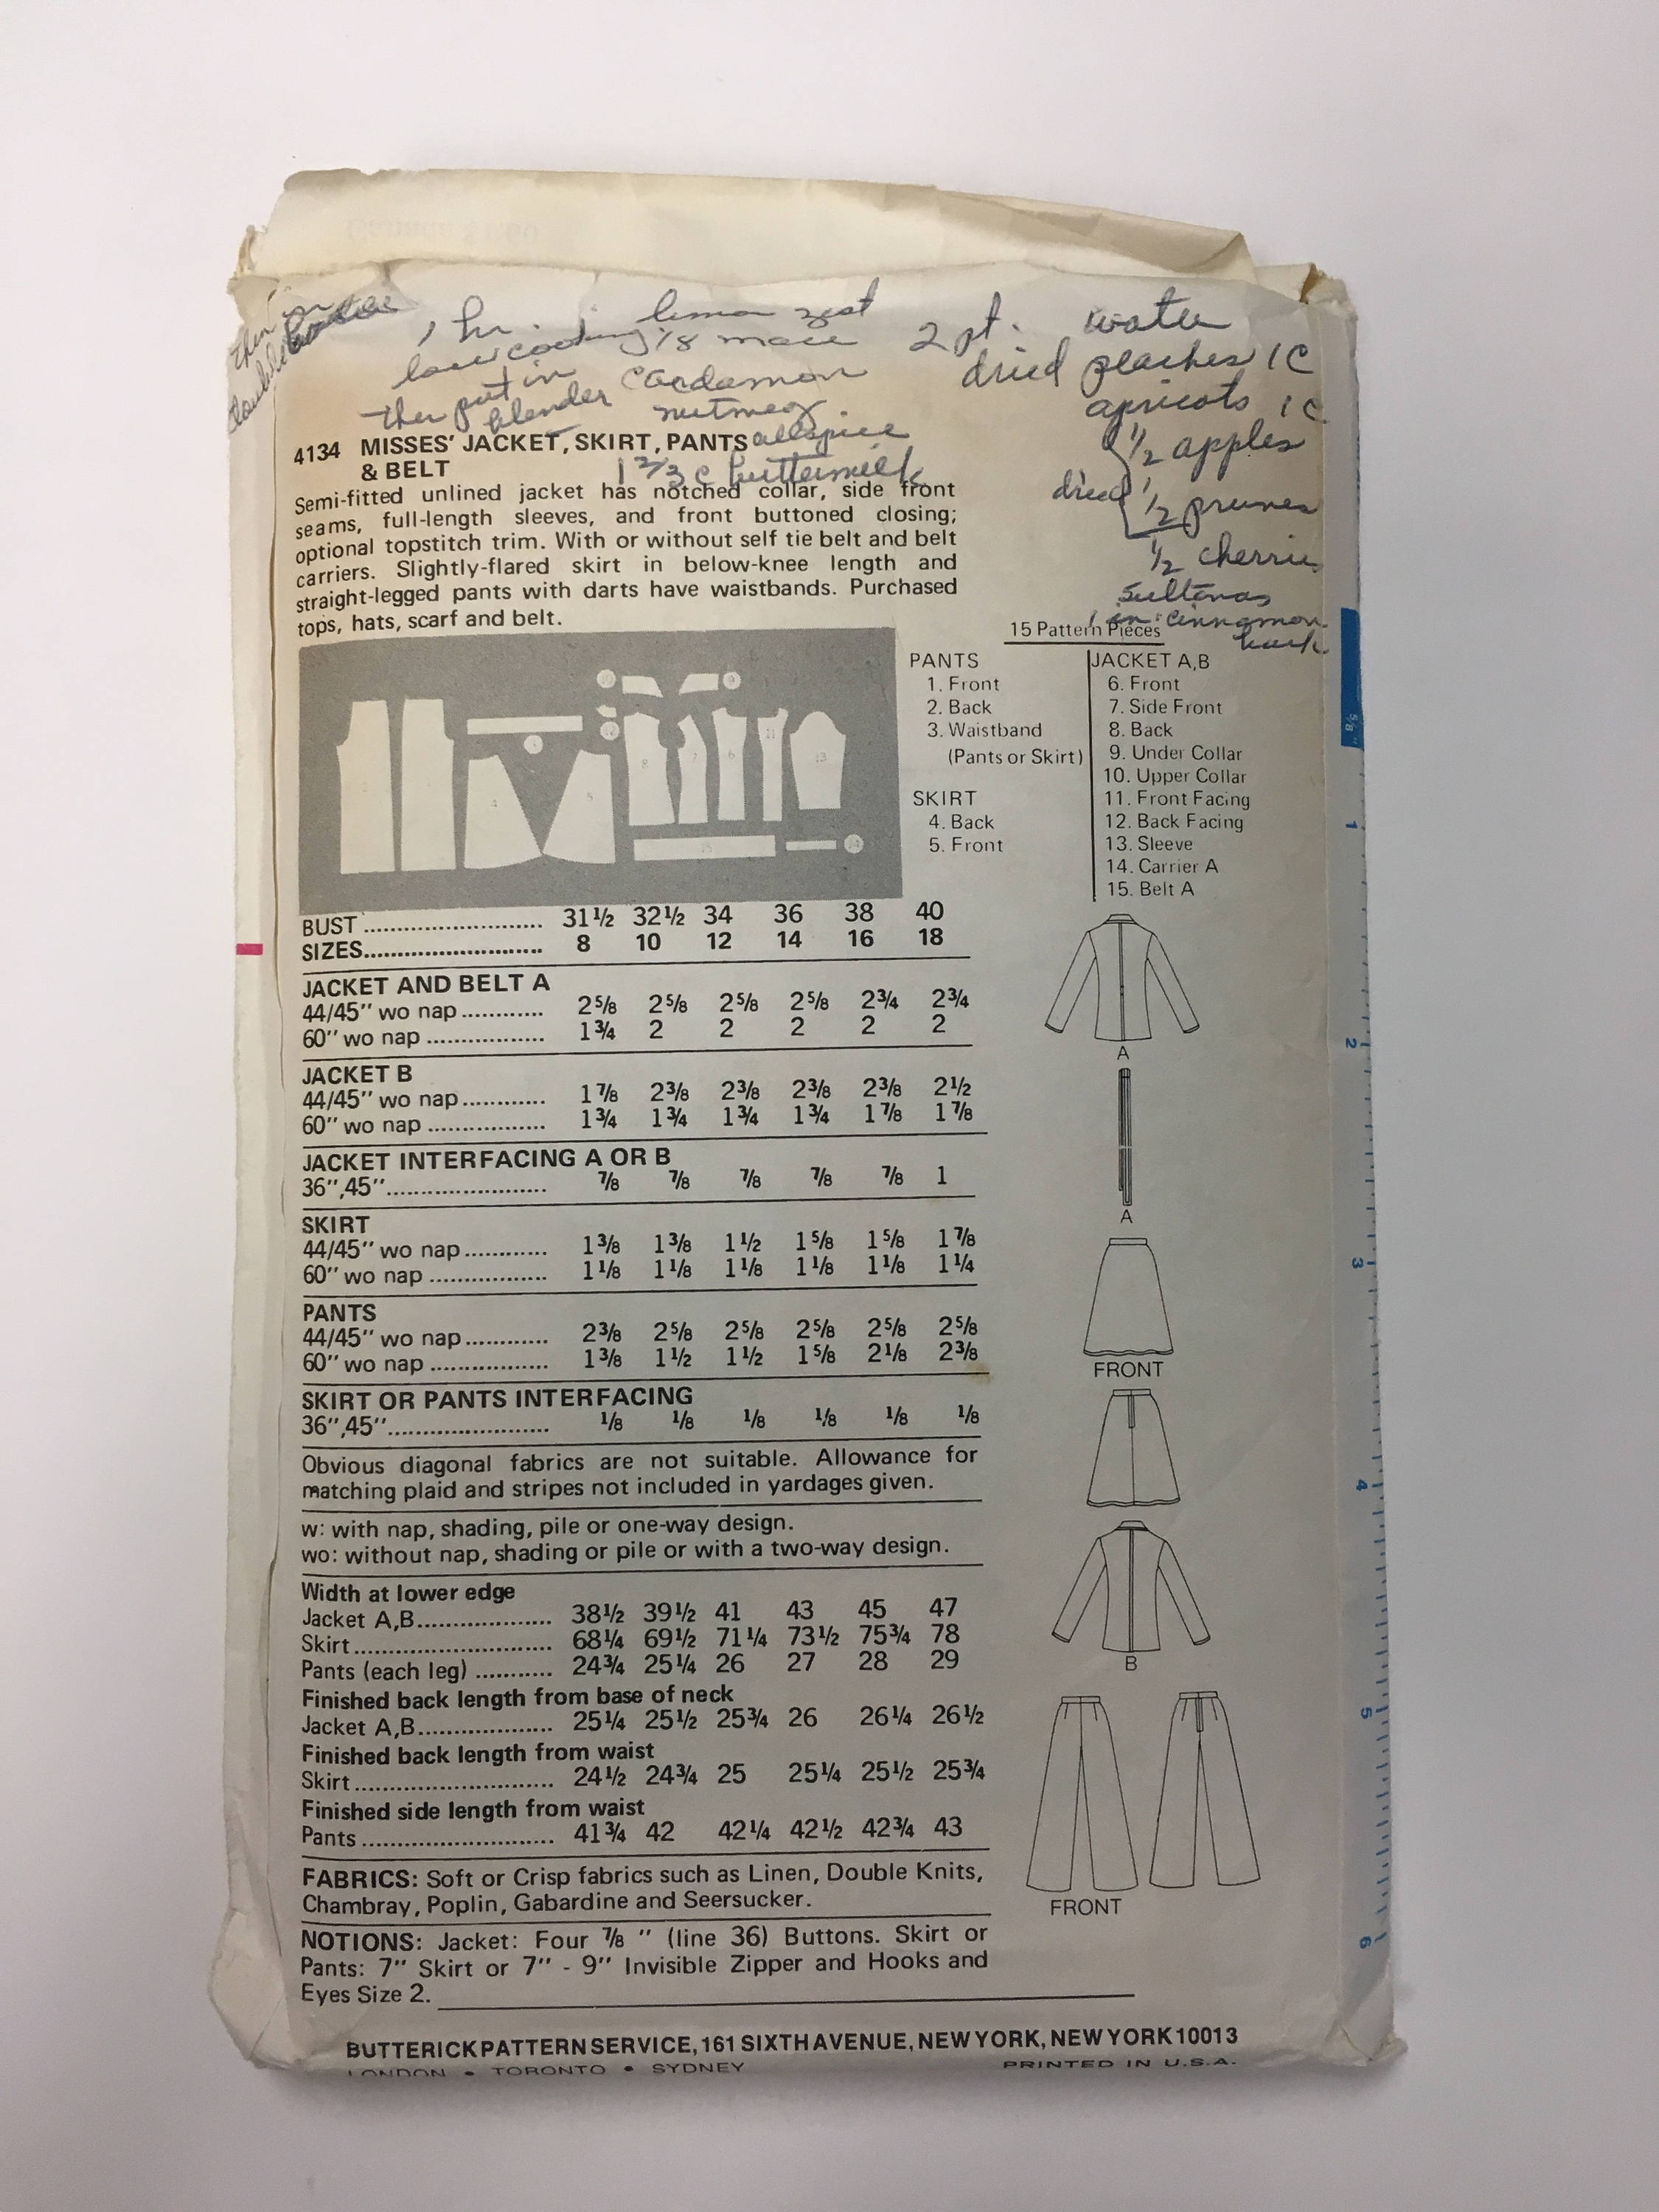 then in
double boiler
1 hr.
low cooking
then put in
blender
lemon zest
1/8 mace
cardamon
nutmeg
allspice
1 2/3 c buttermilk
2 pt. water
dried peaches 1 C
apricots 1 C
1/2 apples
dried 1/2 prunes
1/2 cherrie
sultanas
1 in. cinnamon
bark
4134 MISSES' JACKET, SKIRT, PANTS
& BELT
Semi-fitted unlined jacket has notched collar, side front
seams, full-length sleeves, and front buttoned closing;
optional topstitch trim. With or without self tie belt and belt
carriers. Slightly-flared skirt in below-knee length and
straight-legged pants with darts have waistbands. Purchased
tops, hats, scarf and belt.
15 Pattern Pieces
PANTS
1. Front
2. Back
3. Waistband
(Pants or Skirt)
SKIRT
4. Back
5. Front
JACKET A,B
6. Front
7. Side Front
8. Back
9. Under Collar
10. Upper Collar
11. Front Facing
12. Back Facing
13. Sleeve
14. Carrier A
15. Belt A
BUST 31½ 32½ 34 36 38 40
SIZES 8 10 12 14 16 18
JACKET AND BELT A
44/45" wo nap 2⅝ 2⅝ 2⅝ 2⅝ 2¾ 2¾
60" wo nap 1¾ 2 2 2 2 2
JACKET B
44/45" wo nap 1⅞ 2⅜ 2⅜ 2⅜ 2⅜ 2½
60" wo nap 1¾ 1¾ 1¾ 1¾ 1⅞ 1⅞
JACKET INTERFACING A OR B
36",45" ⅞ ⅞ ⅞ ⅞ ⅞ 1
SKIRT
44/45" wo nap 1⅜ 1⅜ 1½ 1⅝ 1⅝ 1⅞
60" wo nap 1⅛ 1⅛ 1⅛ 1⅛ 1⅛ 1¼
PANTS
44/45" wo nap 2⅜ 2⅝ 2⅝ 2⅝ 2⅝ 2⅝
60" wo nap 1⅜ 1½ 1½ 1⅝ 2⅛ 2⅜
SKIRT OR PANTS INTERFACING
36",45" ⅛ ⅛ ⅛ ⅛ ⅛ ⅛
Obvious diagonal fabrics are not suitable. Allowance for
matching plaid and stripes not included in yardages given.
w: with nap, shading, pile or one-way design.
wo: without nap, shading or pile or with a two-way design.
Width at lower edge
Jacket A,B 38½ 39½ 41 43 45 47
Skirt 68¼ 69½ 71¼ 73½ 75¾ 78
Pants (each leg) 24¾ 25¼ 26 27 28 29
Finished back length from base of neck
Jacket A,B 25¼ 25½ 25¾ 26 26¼ 26½
Finished back length from waist
Skirt 24½ 24¾ 25 25¼ 25½ 25¾
Finished side length from waist
Pants 41¾ 42 42¼ 42½ 42¾ 43
FABRICS: Soft or Crisp fabrics such as Linen, Double Knits,
Chambray, Poplin, Gabardine and Seersucker.
NOTIONS: Jacket: Four ⅞ " (line 36) Buttons. Skirt or
Pants: 7" Skirt or 7" - 9" Invisible Zipper and Hooks and
Eyes Size 2.
BUTTERICK PATTERN SERVICE, 161 SIXTH AVENUE, NEW YORK, NEW YORK 10013
LONDON • TORONTO • SYDNEY
PRINTED IN U.S.A.
A
A
FRONT
B
FRONT
⅝"
1
2
3
4
5
6